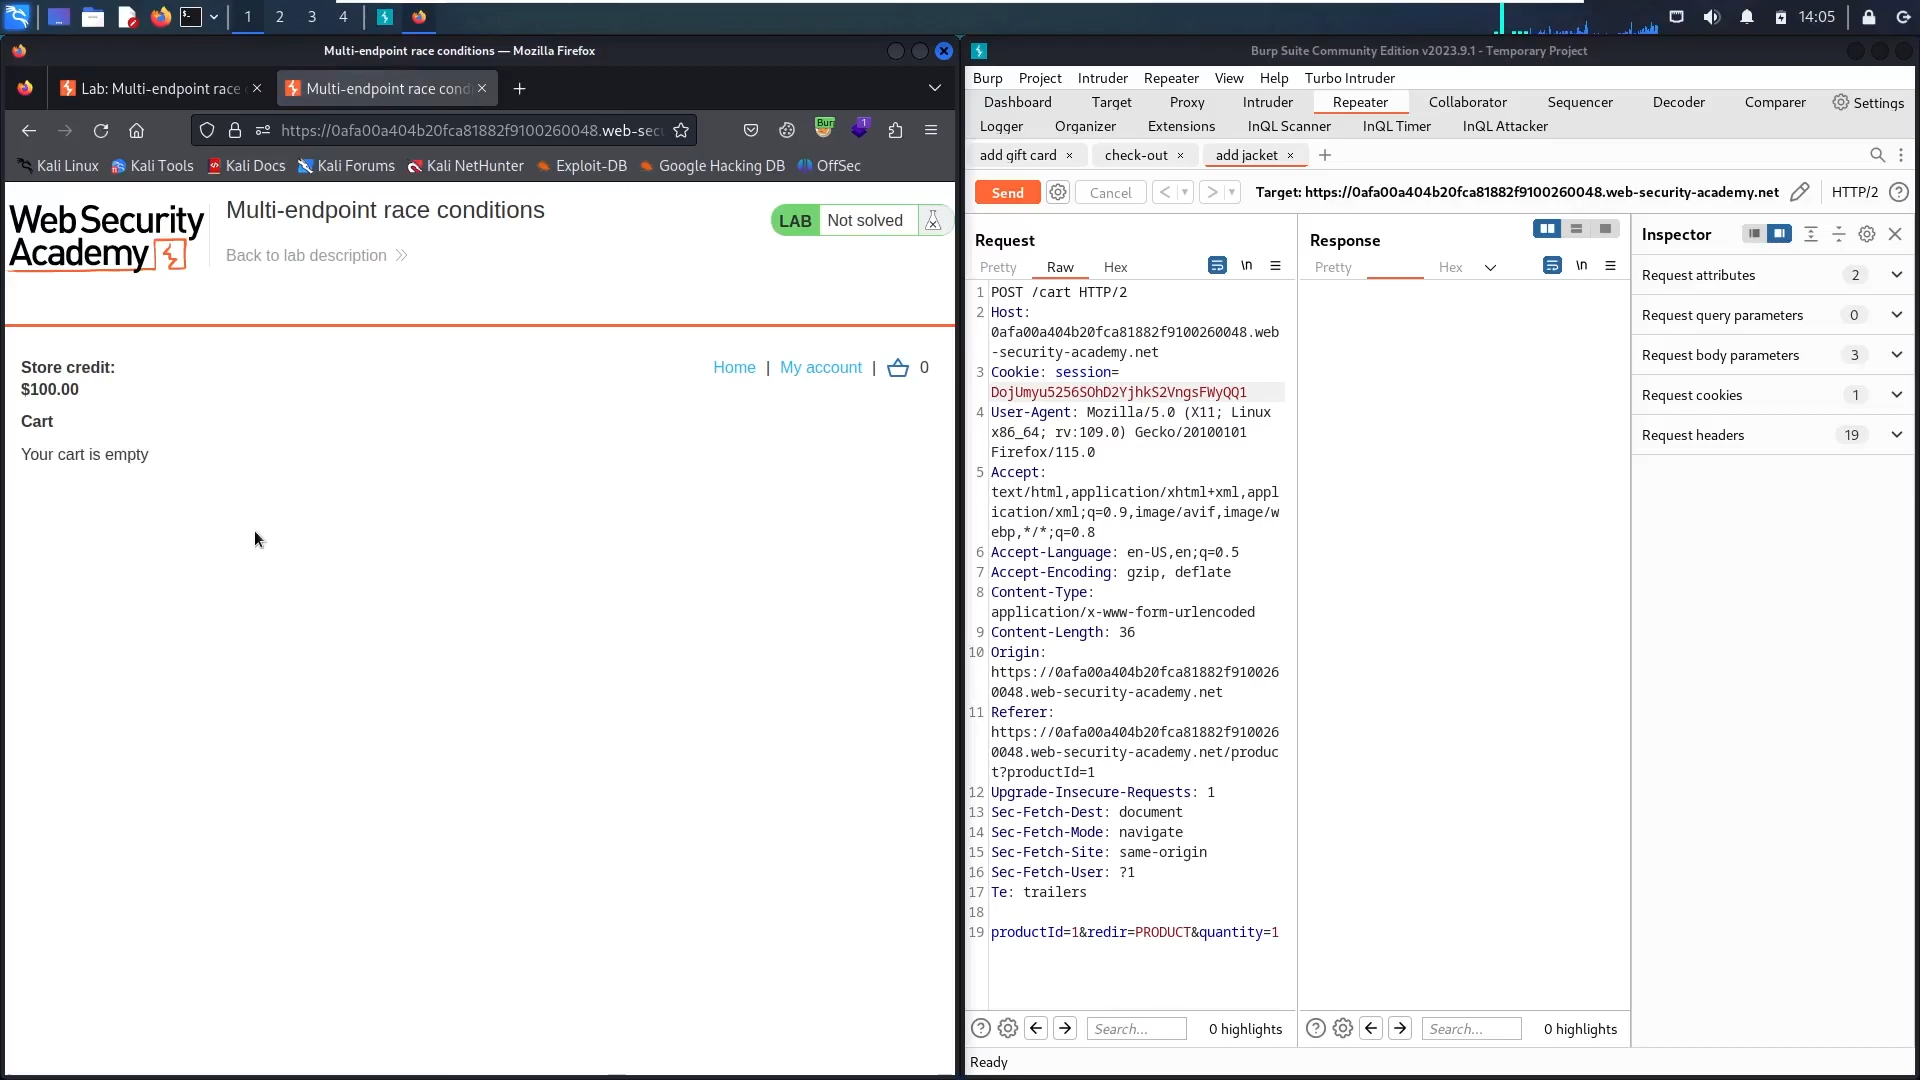 1
2
3
4
14:05
Multi-endpoint race conditions — Mozilla Firefox
Lab: Multi-endpoint race
Multi-endpoint race cond
https://0afa00a404b20fca81882f9100260048.web-sec
Kali Linux
Kali Tools
Kali Docs
Kali Forums
Kali NetHunter
Exploit-DB
Google Hacking DB
OffSec
Web Security
Academy
Multi-endpoint race conditions
Back to lab description
LAB
Not solved
Store credit:
$100.00
Home | My account | 0
Cart
Your cart is empty
Burp Suite Community Edition v2023.9.1 - Temporary Project
Burp Project Intruder Repeater View Help Turbo Intruder
Dashboard Target Proxy Intruder Repeater Collaborator Sequencer Decoder Comparer Settings
Logger Organizer Extensions InQL Scanner InQL Timer InQL Attacker
add gift card × check-out × add jacket × +
Send Cancel < > Target: https://0afa00a404b20fca81882f9100260048.web-security-academy.net HTTP/2
Request
Pretty Raw Hex \n
1 POST /cart HTTP/2
2 Host:
0afa00a404b20fca81882f9100260048.web
-security-academy.net
3 Cookie: session=
DojUmyu5256SOhD2YjhkS2VngsFWyQQ1
4 User-Agent: Mozilla/5.0 (X11; Linux
x86_64; rv:109.0) Gecko/20100101
Firefox/115.0
5 Accept:
text/html,application/xhtml+xml,appl
ication/xml;q=0.9,image/avif,image/w
ebp,*/*;q=0.8
6 Accept-Language: en-US,en;q=0.5
7 Accept-Encoding: gzip, deflate
8 Content-Type:
application/x-www-form-urlencoded
9 Content-Length: 36
10 Origin:
https://0afa00a404b20fca81882f910026
0048.web-security-academy.net
11 Referer:
https://0afa00a404b20fca81882f910026
0048.web-security-academy.net/produc
t?productId=1
12 Upgrade-Insecure-Requests: 1
13 Sec-Fetch-Dest: document
14 Sec-Fetch-Mode: navigate
15 Sec-Fetch-Site: same-origin
16 Sec-Fetch-User: ?1
17 Te: trailers
18
19 productId=1&redir=PRODUCT&quantity=1
Search... 0 highlights
Response
Pretty Hex \n
Search... 0 highlights
Inspector
Request attributes 2
Request query parameters 0
Request body parameters 3
Request cookies 1
Request headers 19
Ready